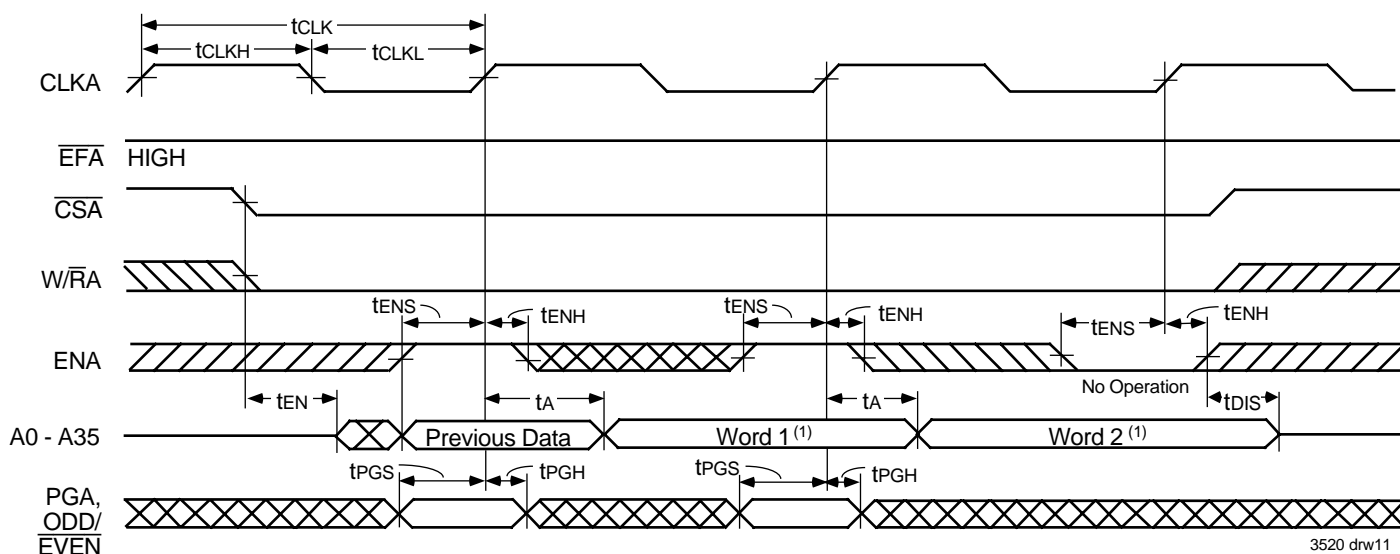 tCLK
tCLKH
tCLKL
CLKA
EFA HIGH
CSA
W/RA
tENS
tENH
tENS
tENH
tENS
tENH
ENA
No Operation
tEN
tA
tA
tDIS
A0 - A35
Previous Data
Word 1 (1)
Word 2 (1)
tPGS
tPGH
tPGS
tPGH
PGA,
ODD/
EVEN
3520 drw11